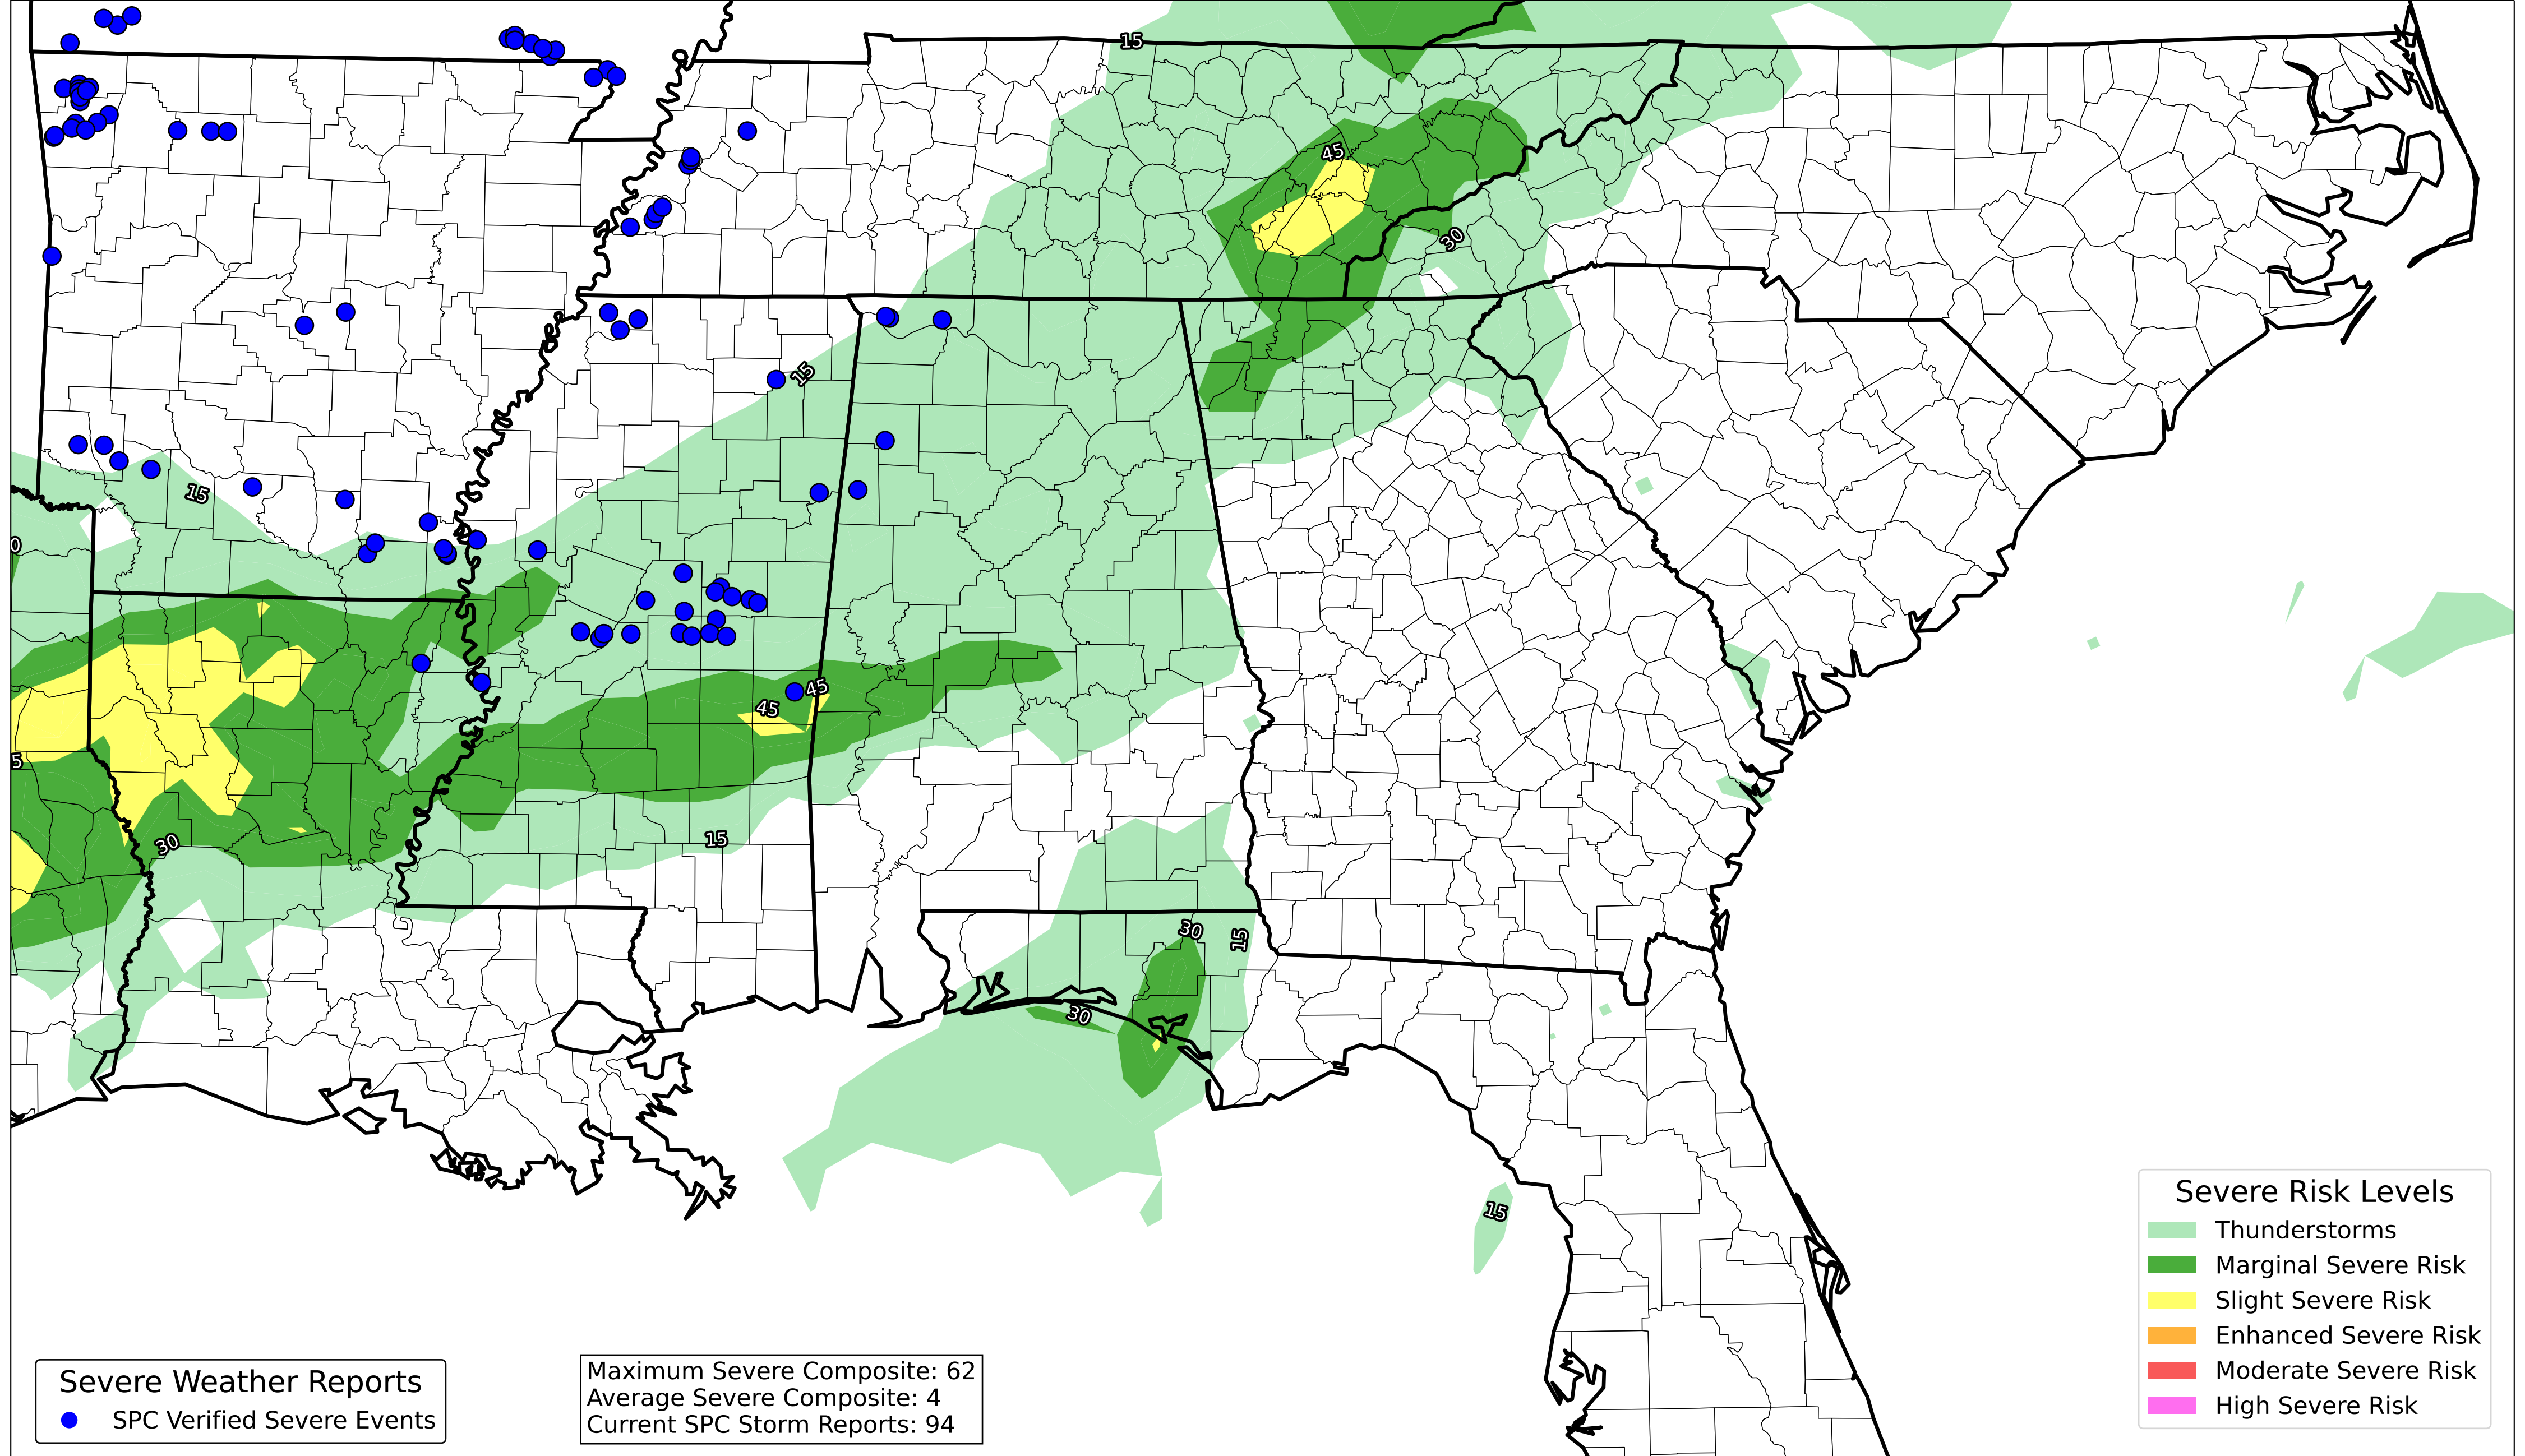 15
45
30
15
15
0
45
45
5
30
15
30
15
30
15
Severe Risk Levels
Thunderstorms
Marginal Severe Risk
Slight Severe Risk
Enhanced Severe Risk
Moderate Severe Risk
High Severe Risk
Severe Weather Reports
SPC Verified Severe Events
Maximum Severe Composite: 62
Average Severe Composite: 4
Current SPC Storm Reports: 94